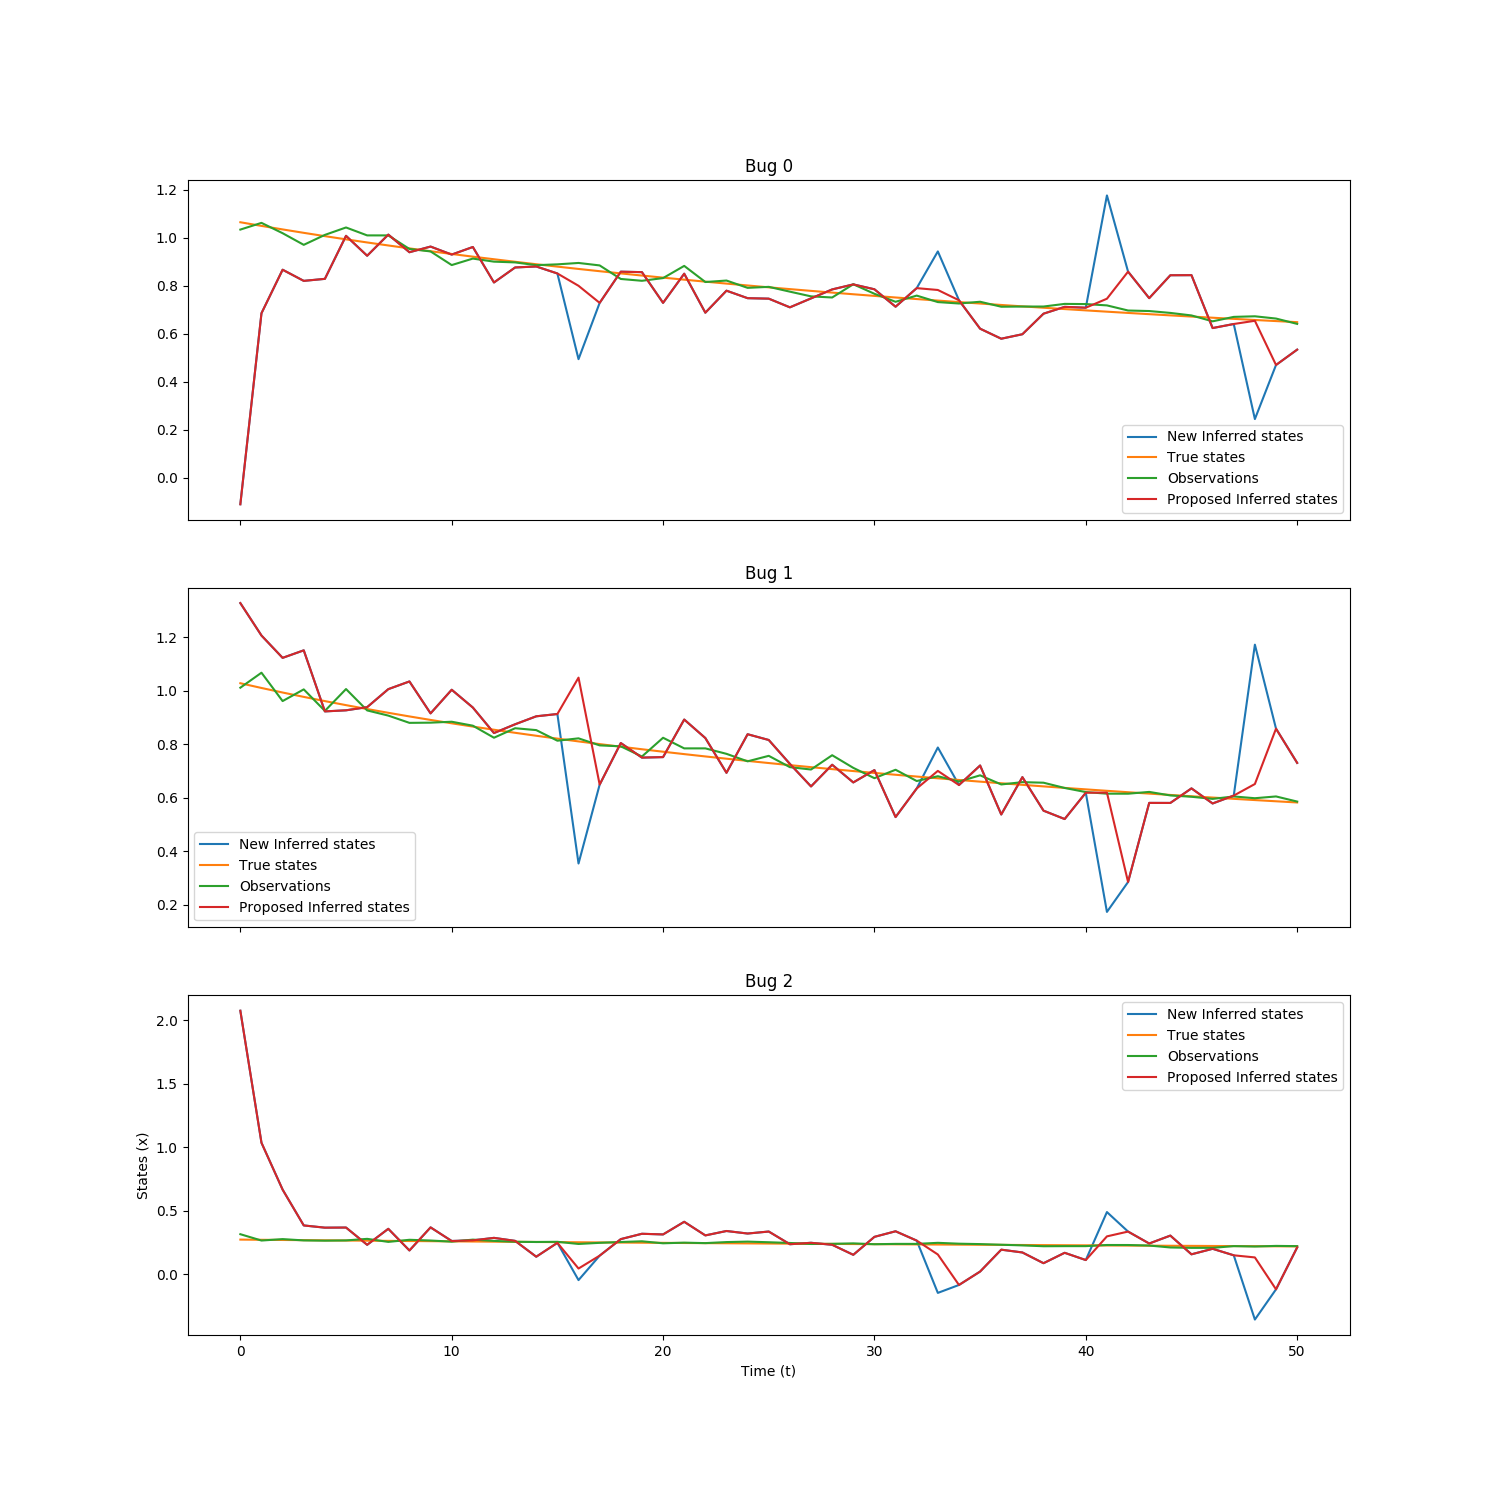 Bug 0
1.2
1.0
0.8
0.6
0.4
0.2
0.0
New Inferred states
True states
Observations
Proposed Inferred states
Bug 1
1.2
1.0
0.8
0.6
0.4
0.2
New Inferred states
True states
Observations
Proposed Inferred states
Bug 2
2.0
1.5
1.0
0.5
0.0
States (x)
New Inferred states
True states
Observations
Proposed Inferred states
0 10 20 30 40 50
Time (t)